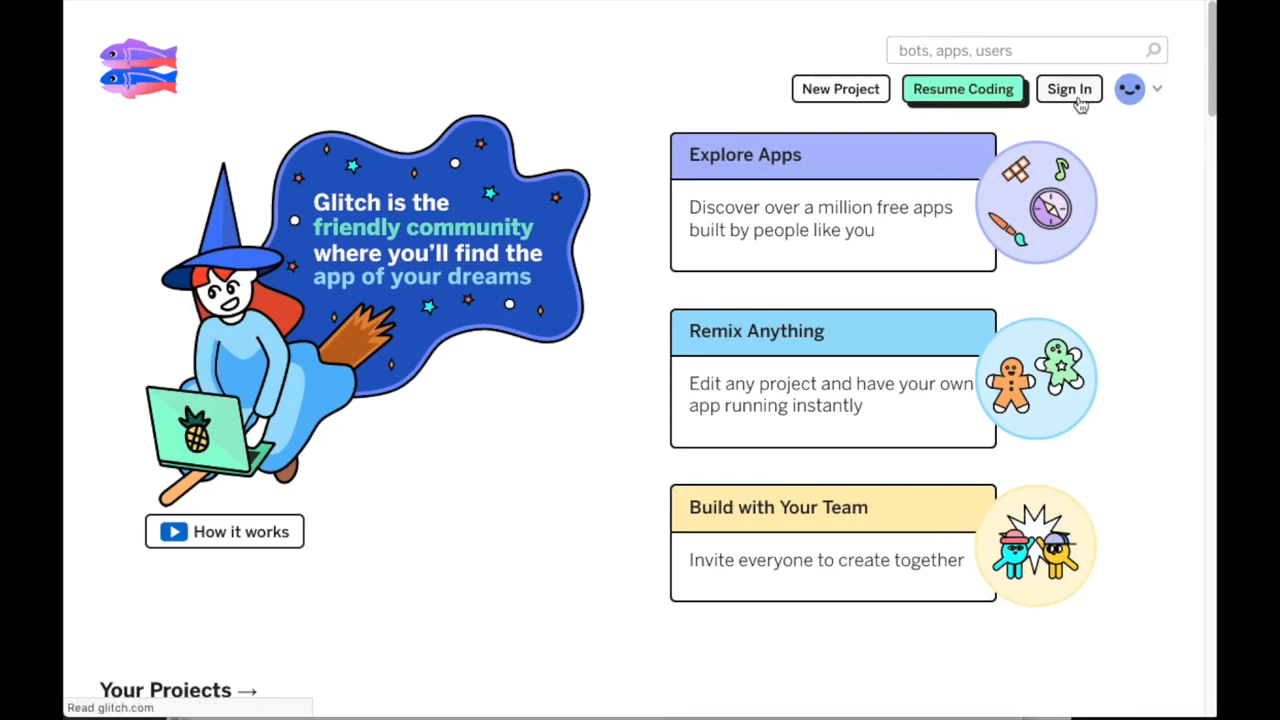 bots, apps, users
New Project
Resume Coding
Sign In
Glitch is the
friendly community
where you'll find the
app of your dreams
How it works
Explore Apps
Discover over a million free apps
built by people like you
Remix Anything
Edit any project and have your own
app running instantly
Build with Your Team
Invite everyone to create together
Your Projects →
Read glitch.com